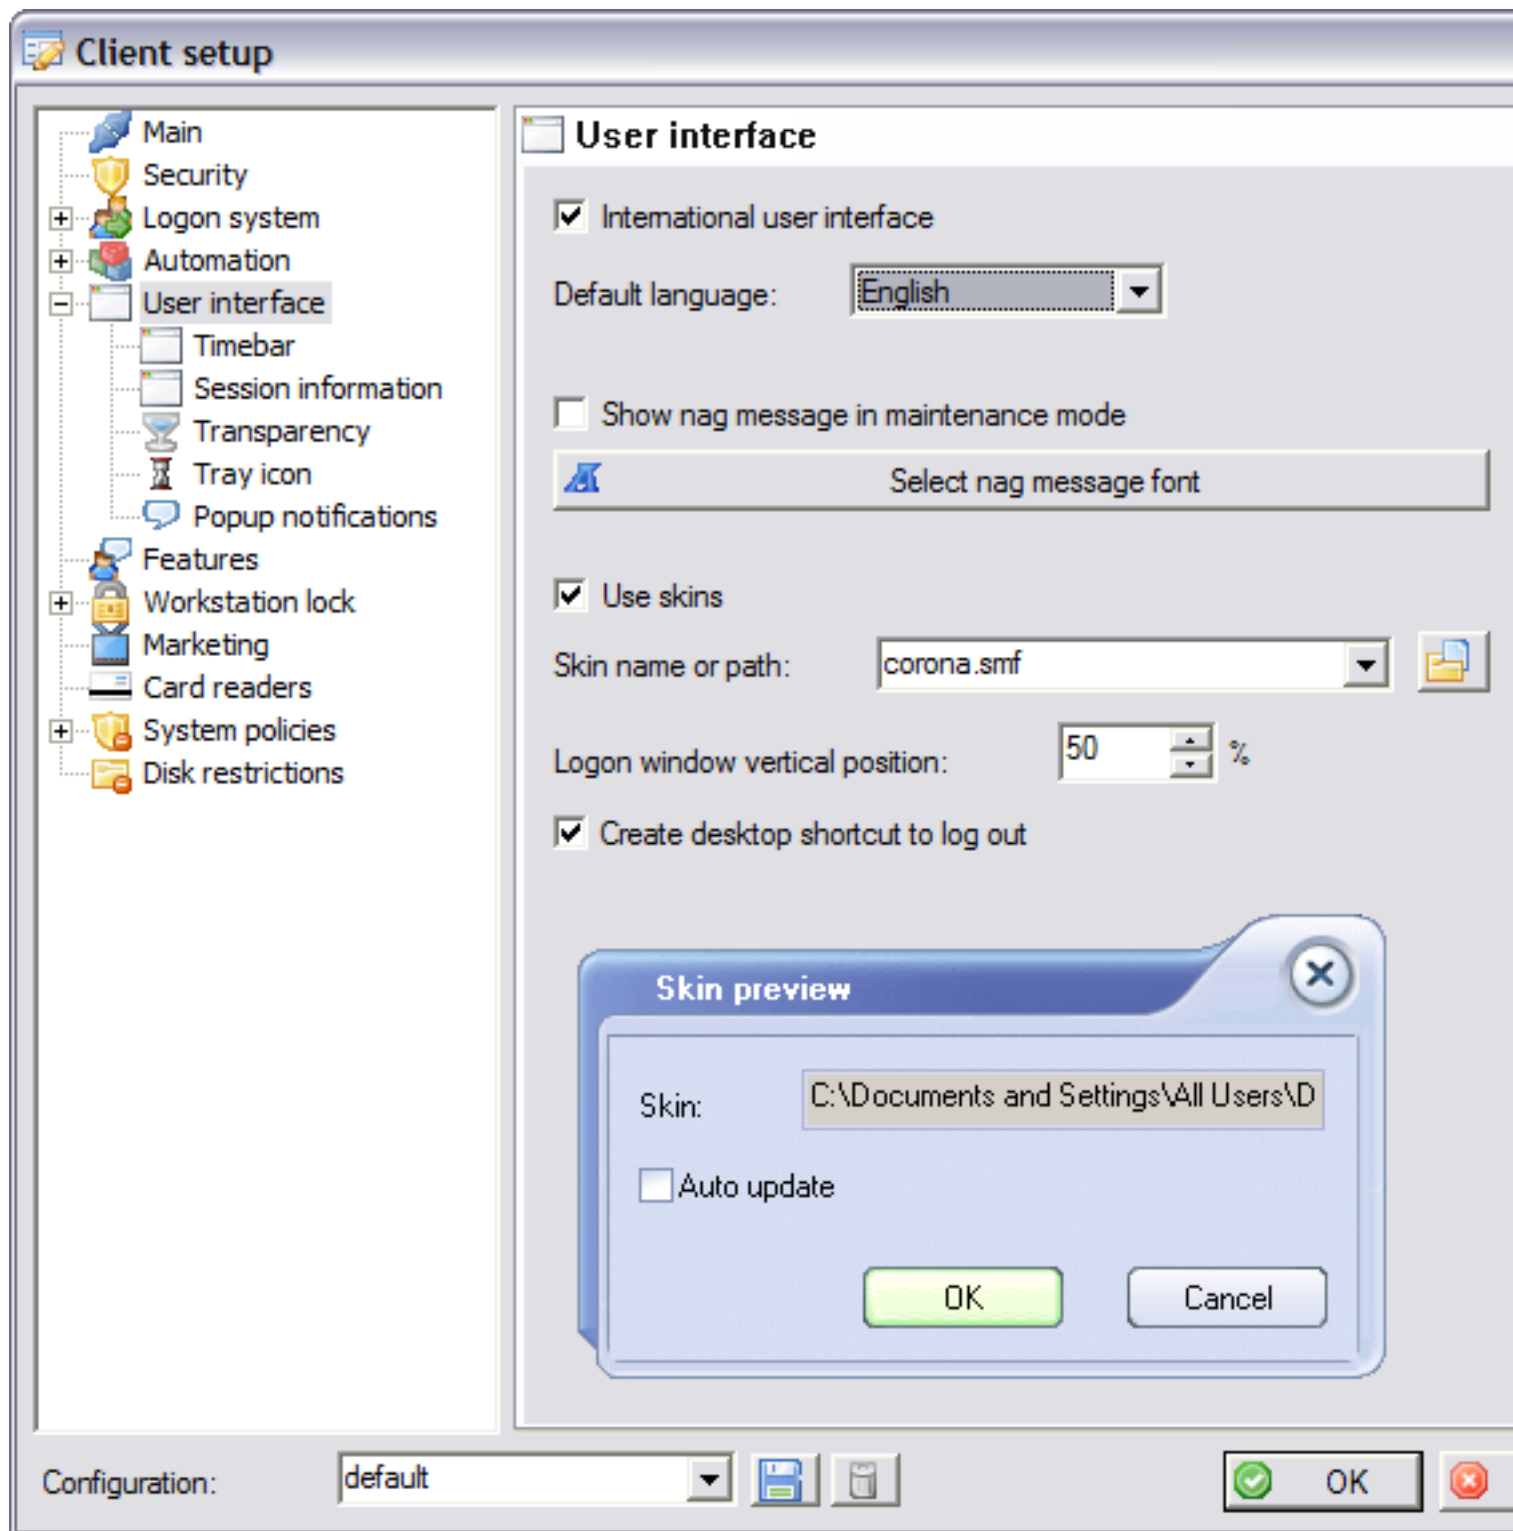 Client setup
Main
Security
Logon system
Automation
User interface
Timebar
Session information
Transparency
Tray icon
Popup notifications
Features
Workstation lock
Marketing
Card readers
System policies
Disk restrictions
User interface
International user interface
Default language: English
Show nag message in maintenance mode
Select nag message font
Use skins
Skin name or path: corona.smf
Logon window vertical position: 50 %
Create desktop shortcut to log out
Skin preview
Skin: C:\Documents and Settings\All Users\D
Auto update
OK Cancel
Configuration: default OK